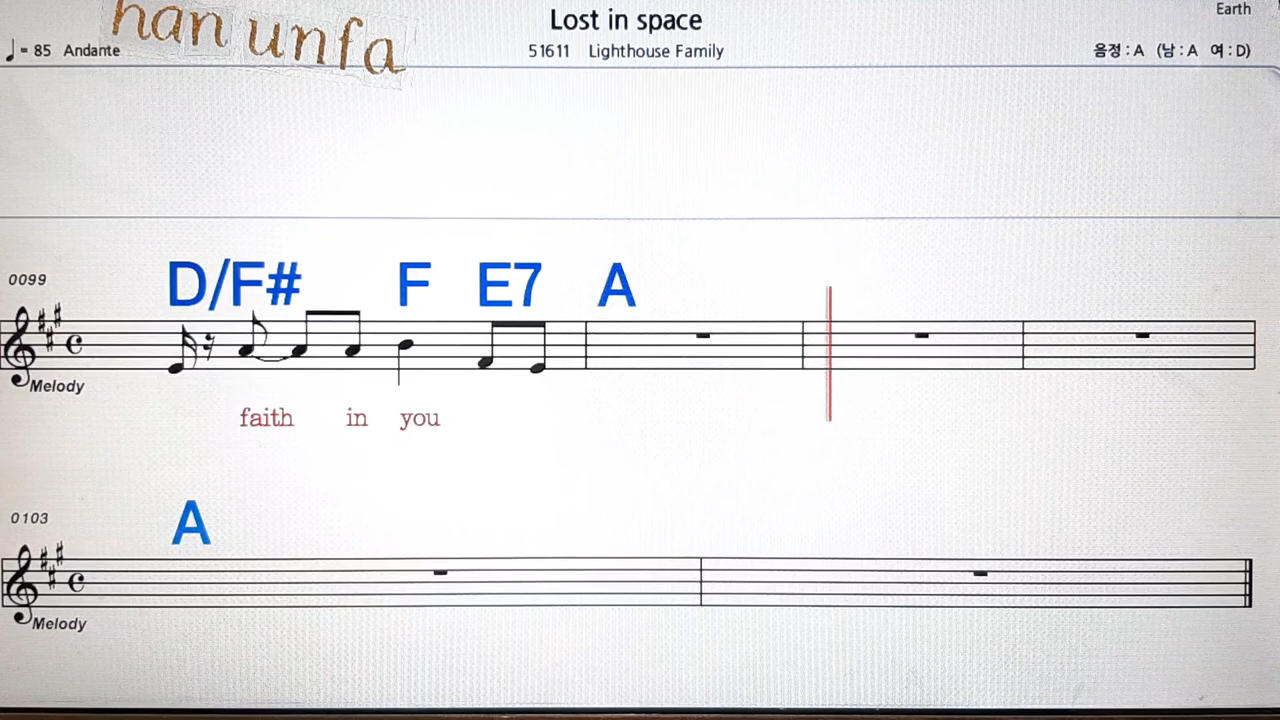 Earth
han unfa
Lost in space
♩= 85 Andante
51611 Lighthouse Family
음정 : A (남 : A 여 : D)
0099
D/F# F E7 A
Melody
faith in you
0103
A
Melody